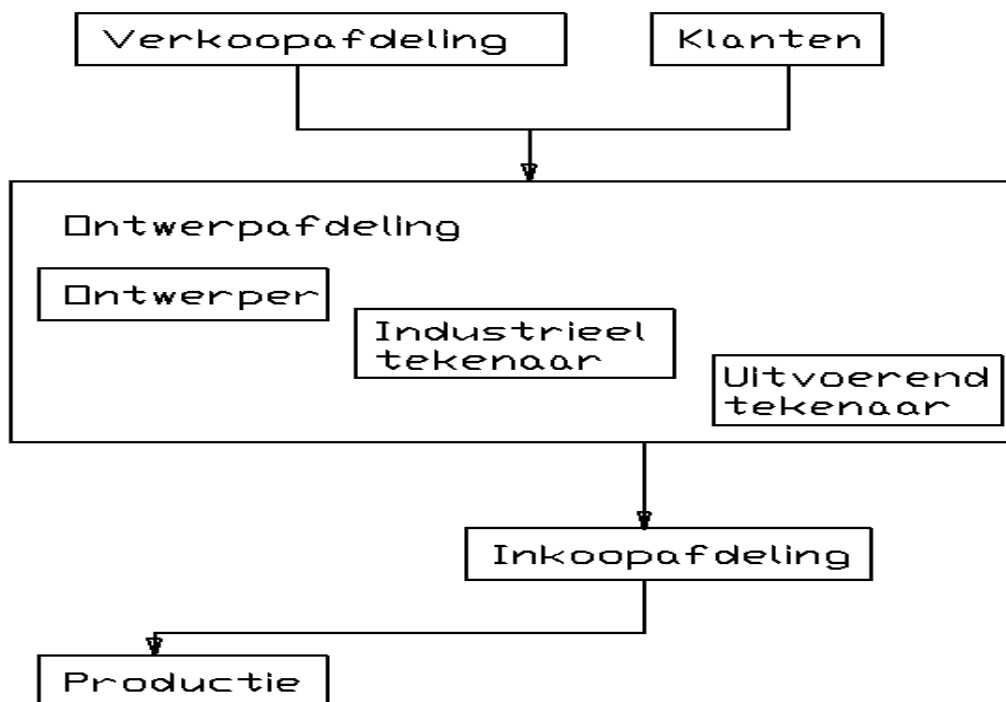 Verkoopafdeling
Klanten
Ontwerpafdeling
Ontwerper
Industrieel
tekenaar
Uitvoerend
tekenaar
Inkoopafdeling
Productie